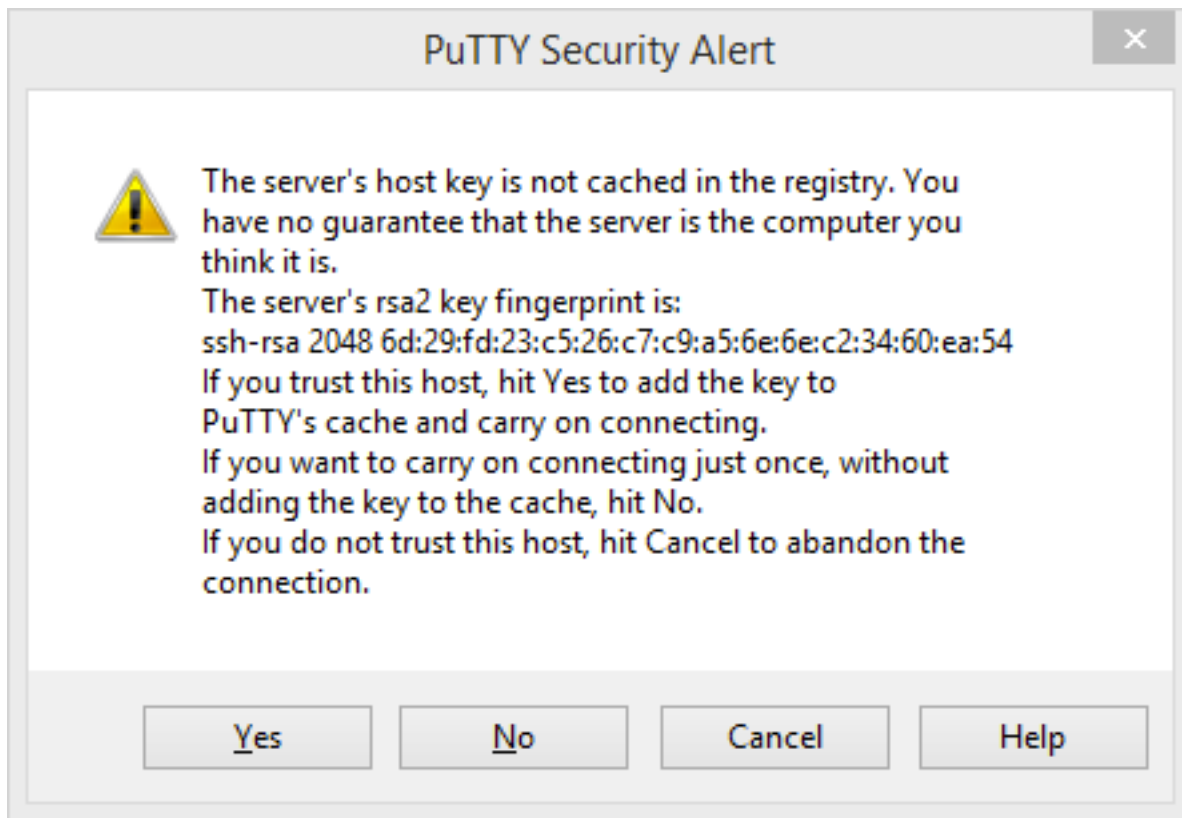 PuTTY Security Alert
The server's host key is not cached in the registry. You
have no guarantee that the server is the computer you
think it is.
The server's rsa2 key fingerprint is:
ssh-rsa 2048 6d:29:fd:23:c5:26:c7:c9:a5:6e:6e:c2:34:60:ea:54
If you trust this host, hit Yes to add the key to
PuTTY's cache and carry on connecting.
If you want to carry on connecting just once, without
adding the key to the cache, hit No.
If you do not trust this host, hit Cancel to abandon the
connection.
Yes No Cancel Help